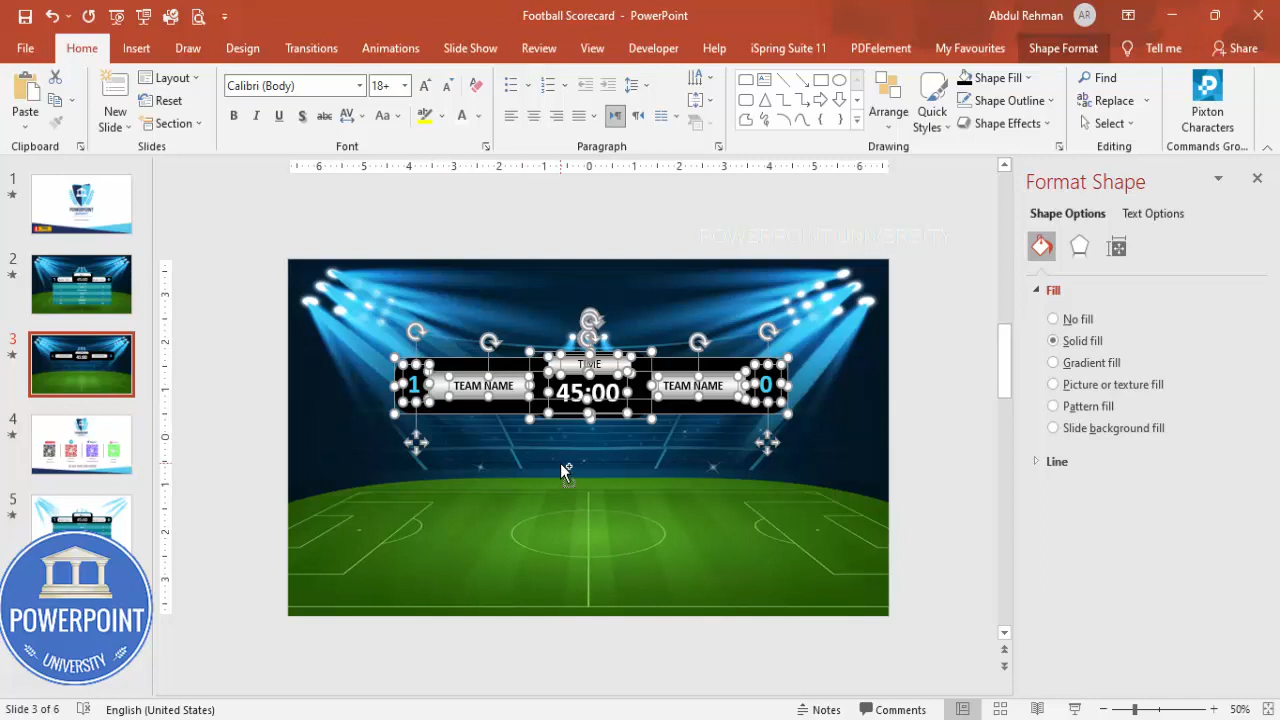 Football Scorecard - PowerPoint
Abdul Rehman AR
File Home Insert Draw Design Transitions Animations Slide Show Review View Developer Help iSpring Suite 11 PDFelement My Favourites Shape Format Tell me Share
Paste
Clipboard
New Slide
Layout
Reset
Section
Slides
Calibri (Body) 18+
Font
Paragraph
Arrange
Quick Styles
Shape Fill
Shape Outline
Shape Effects
Drawing
Find
Replace
Select
Editing
Pixton Characters
Commands Gro...
1
2
3
4
5
POWERPOINT UNIVERSITY
TIME
1 TEAM NAME 45:00 TEAM NAME 0
Format Shape
Shape Options Text Options
Fill
No fill
Solid fill
Gradient fill
Picture or texture fill
Pattern fill
Slide background fill
Line
POWERPOINT
UNIVERSITY
Slide 3 of 6 English (United States) Notes Comments 50%